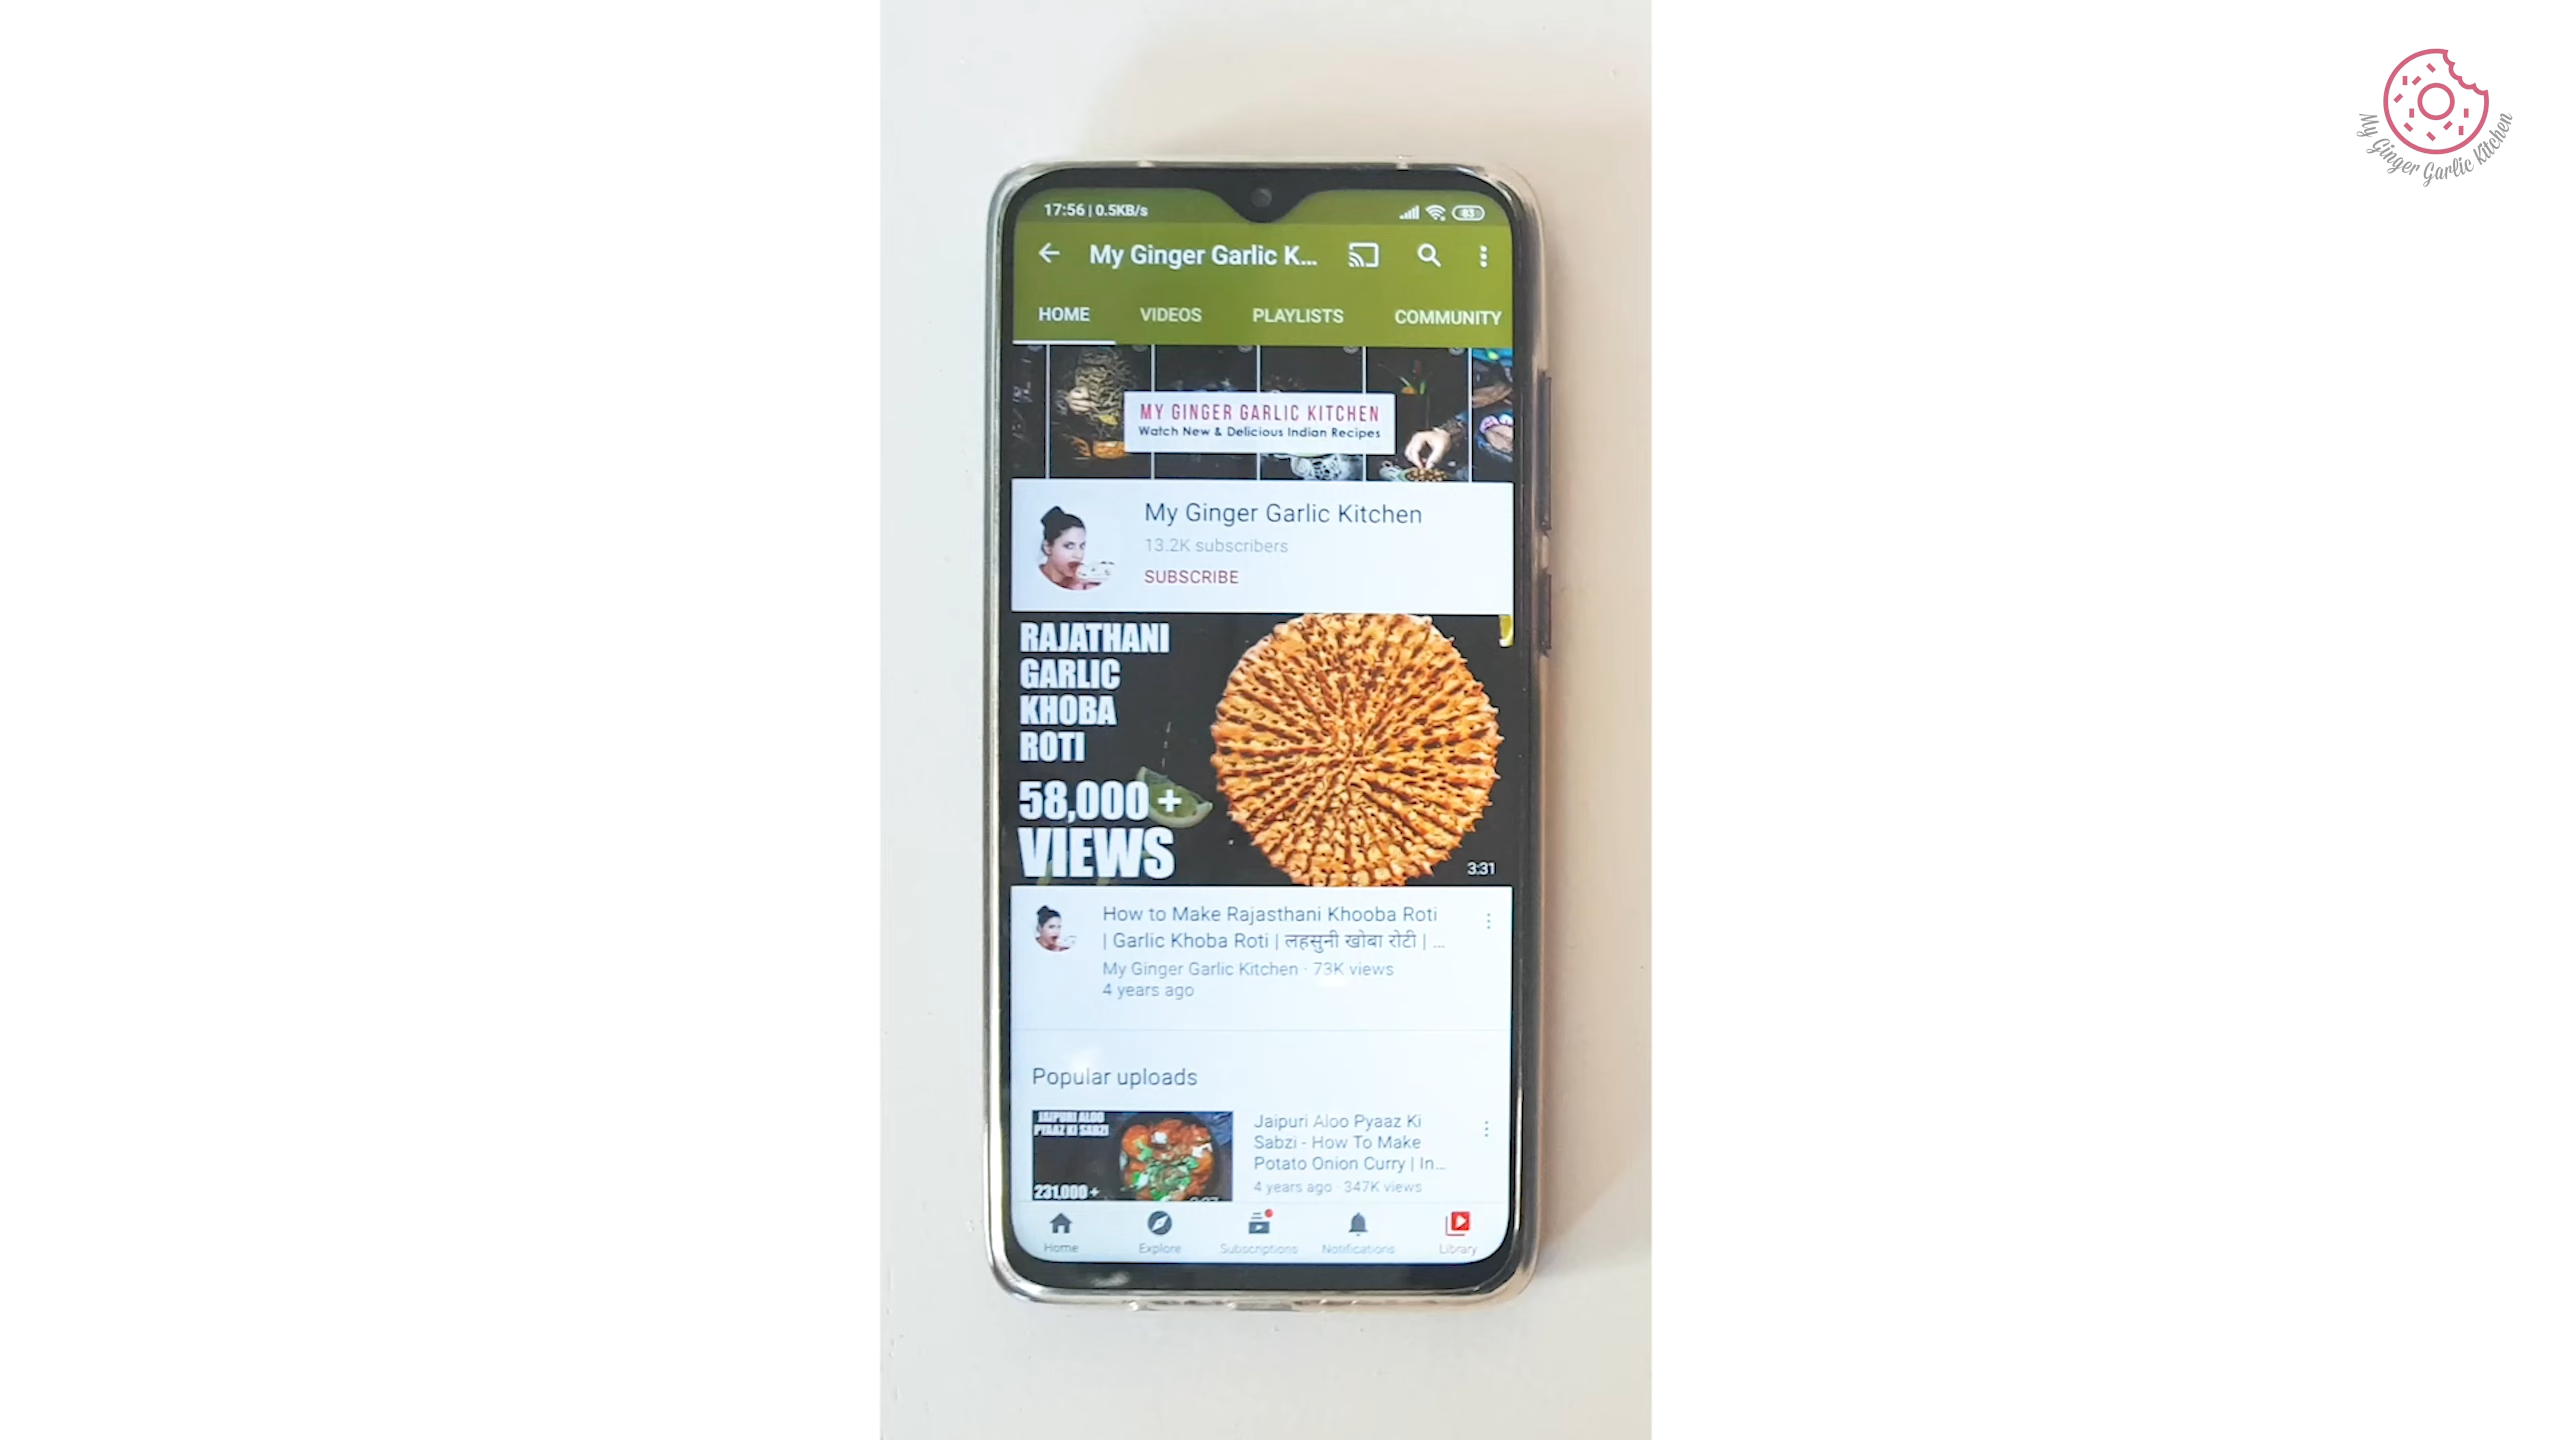 My Ginger Garlic Kitchen
17:56 | 0.5KB/s
83
My Ginger Garlic K...
HOME VIDEOS PLAYLISTS COMMUNITY
MY GINGER GARLIC KITCHEN
Watch New & Delicious Indian Recipes
My Ginger Garlic Kitchen
13.2K subscribers
SUBSCRIBE
RAJATHANI
GARLIC
KHOBA
ROTI
58,000 +
VIEWS
3:31
How to Make Rajasthani Khooba Roti
| Garlic Khoba Roti | लहसुनी खोबा रोटी | ...
My Ginger Garlic Kitchen · 73K views
4 years ago
Popular uploads
JAIPURI ALOO
PYAAZ KI SABZI
231,000 +
Jaipuri Aloo Pyaaz Ki
Sabzi - How To Make
Potato Onion Curry | In...
4 years ago · 347K views
Home Explore Subscriptions Notifications Library